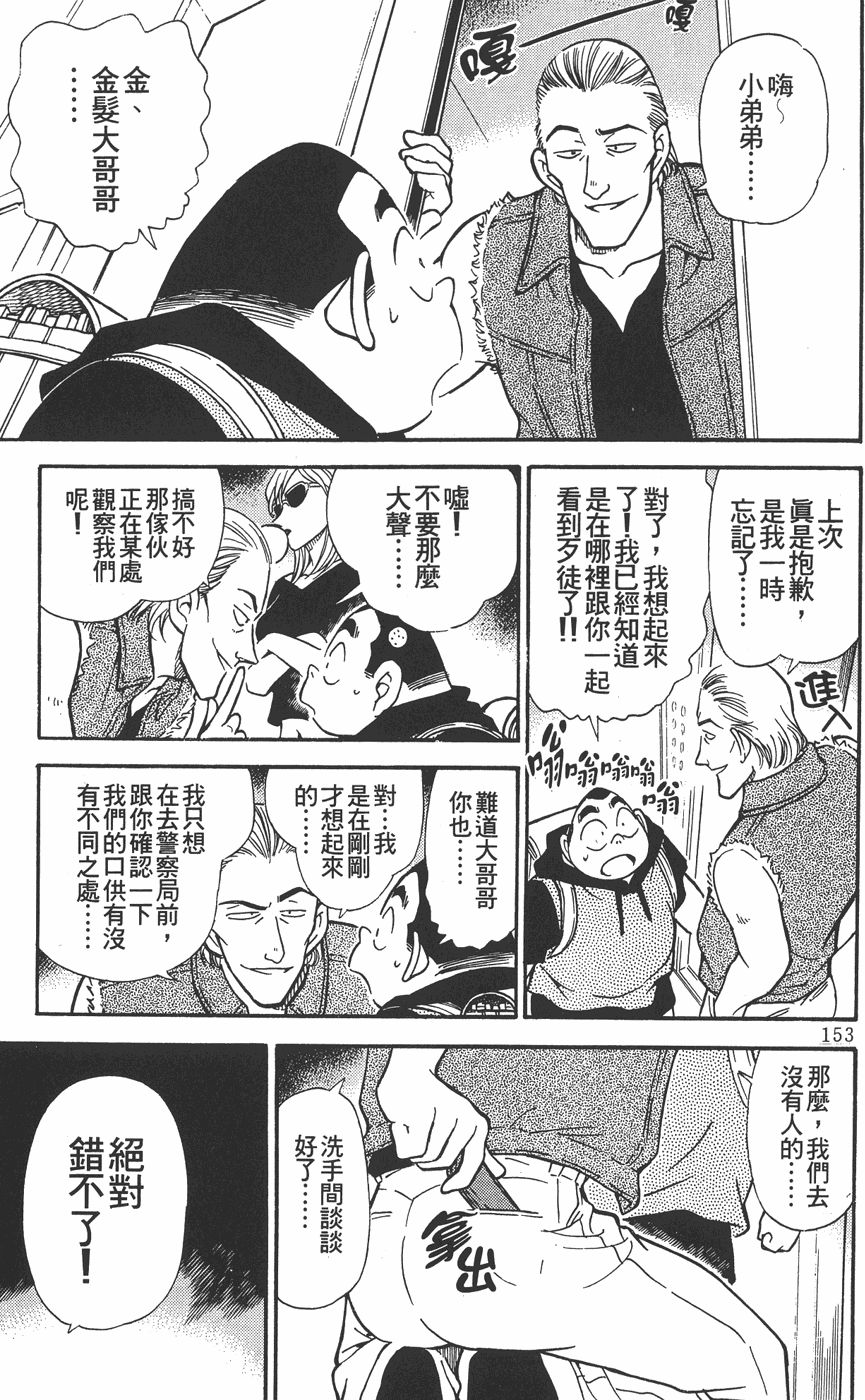 嘎
嘎
嗨～
小弟弟……
金、
金髮大哥哥
……
上次
真是抱歉，
是我一時
忘記了……
進入
對了，我想起來
了！我已經知道
是在哪裡跟你一起
看到歹徒了!!
嗡
嗡
嗡
嗡
嗡
噓！
不要那麼
大聲……
搞不好
那傢伙
正在某處
觀察我們
呢！
難道大哥哥
你也…
對…我
是在剛剛
才想起來
的……
我只想
在去警察局前，
跟你確認一下
我們的口供有沒
有不同之處……
153
那麼，我們去
沒有人的……
洗手間談談
好了……
拿出
絕對
錯不了！